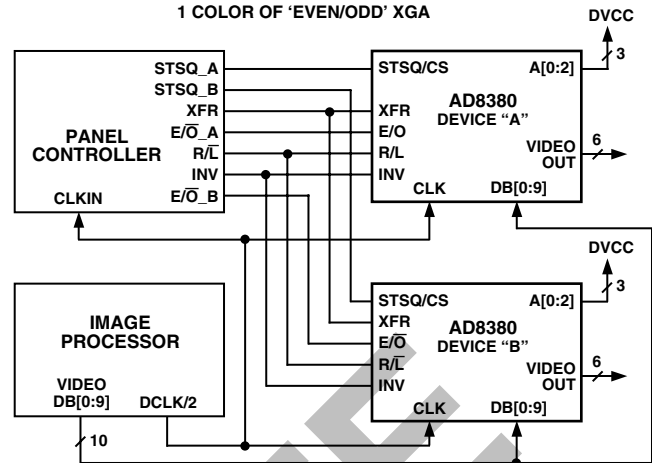 1 COLOR OF 'EVEN/ODD' XGA
PANEL
CONTROLLER
STSQ_A
STSQ_B
XFR
E/O̅_A
R/L̅
INV
E/O̅_B
CLKIN
DVCC
3
STSQ/CS
A[0:2]
AD8380
DEVICE "A"
XFR
E/O
R/L
INV
VIDEO
OUT
6
CLK
DB[0:9]
IMAGE
PROCESSOR
VIDEO
DB[0:9]
DCLK/2
10
DVCC
3
STSQ/CS
A[0:2]
XFR
AD8380
DEVICE "B"
E/O̅
R/L̅
INV
VIDEO
OUT
6
CLK
DB[0:9]